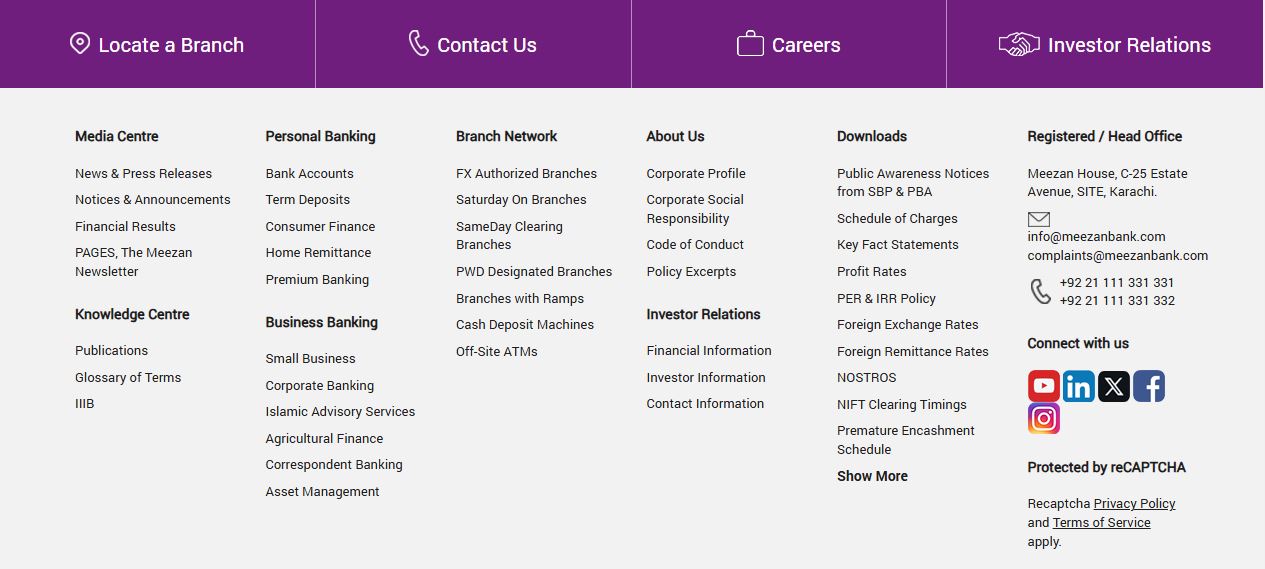 Locate a Branch
Contact Us
Careers
Investor Relations
Media Centre
News & Press Releases
Notices & Announcements
Financial Results
PAGES, The Meezan
Newsletter
Knowledge Centre
Publications
Glossary of Terms
IIIB
Personal Banking
Bank Accounts
Term Deposits
Consumer Finance
Home Remittance
Premium Banking
Business Banking
Small Business
Corporate Banking
Islamic Advisory Services
Agricultural Finance
Correspondent Banking
Asset Management
Branch Network
FX Authorized Branches
Saturday On Branches
SameDay Clearing
Branches
PWD Designated Branches
Branches with Ramps
Cash Deposit Machines
Off-Site ATMs
About Us
Corporate Profile
Corporate Social
Responsibility
Code of Conduct
Policy Excerpts
Investor Relations
Financial Information
Investor Information
Contact Information
Downloads
Public Awareness Notices
from SBP & PBA
Schedule of Charges
Key Fact Statements
Profit Rates
PER & IRR Policy
Foreign Exchange Rates
Foreign Remittance Rates
NOSTROS
NIFT Clearing Timings
Premature Encashment
Schedule
Show More
Registered / Head Office
Meezan House, C-25 Estate
Avenue, SITE, Karachi.
info@meezanbank.com
complaints@meezanbank.com
+92 21 111 331 331
+92 21 111 331 332
Connect with us
Protected by reCAPTCHA
Recaptcha Privacy Policy
and Terms of Service
apply.